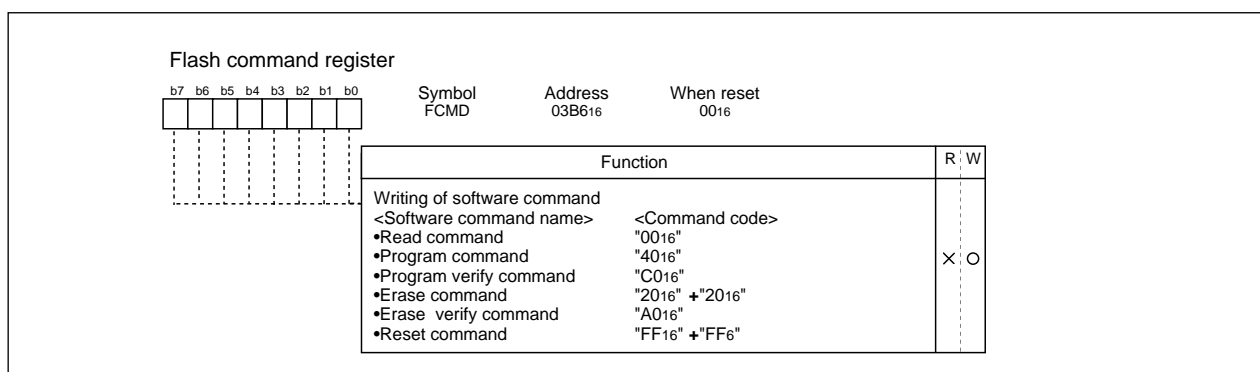 Flash command register
b7 b6 b5 b4 b3 b2 b1 b0
Symbol Address When reset
FCMD 03B616 0016
Function R W
Writing of software command
<Software command name> <Command code>
•Read command "0016"
•Program command "4016"
•Program verify command "C016"
•Erase command "2016" +"2016"
•Erase verify command "A016"
•Reset command "FF16" +"FF6"